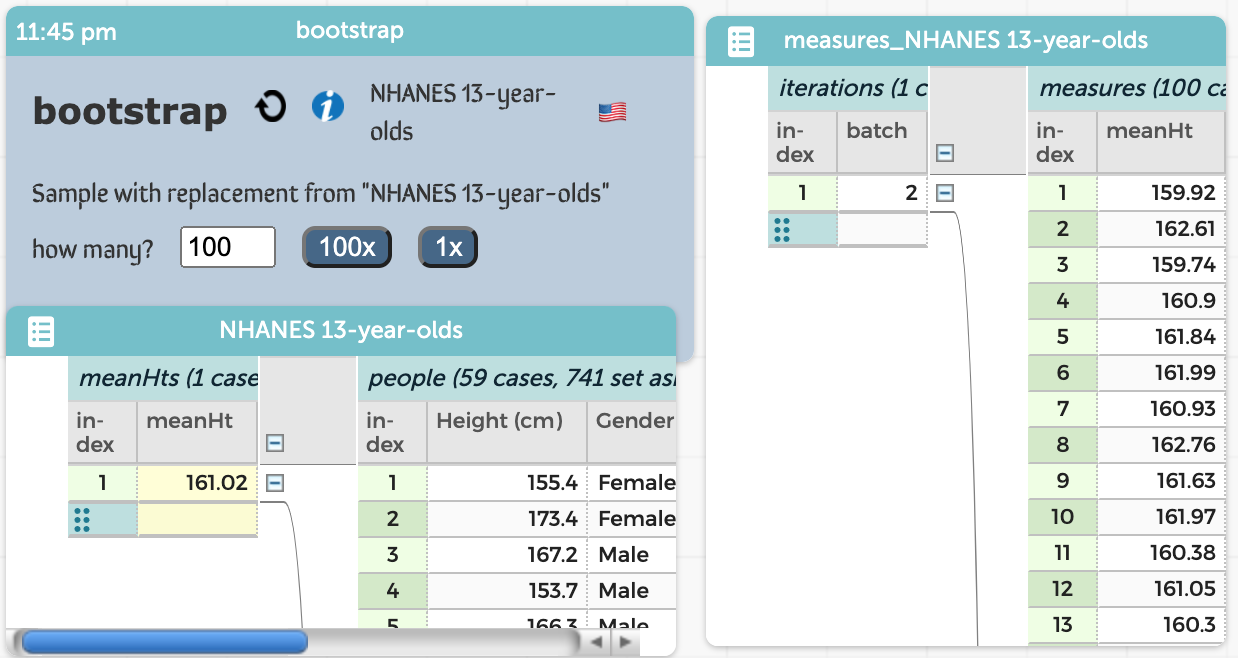 11:45 pm bootstrap
bootstrap
NHANES 13-year-
olds
Sample with replacement from "NHANES 13-year-olds"
how many? 100 100x 1x
NHANES 13-year-olds
meanHts (1 case people (59 cases, 741 set asi
in-
dex meanHt in-
dex Height (cm) Gender
1 161.02 1 155.4 Female
2 173.4 Female
3 167.2 Male
4 153.7 Male
5 166.3 Male
measures_NHANES 13-year-olds
iterations (1 c measures (100 ca
in-
dex batch in-
dex meanHt
1 2 1 159.92
2 162.61
3 159.74
4 160.9
5 161.84
6 161.99
7 160.93
8 162.76
9 161.63
10 161.97
11 160.38
12 161.05
13 160.3